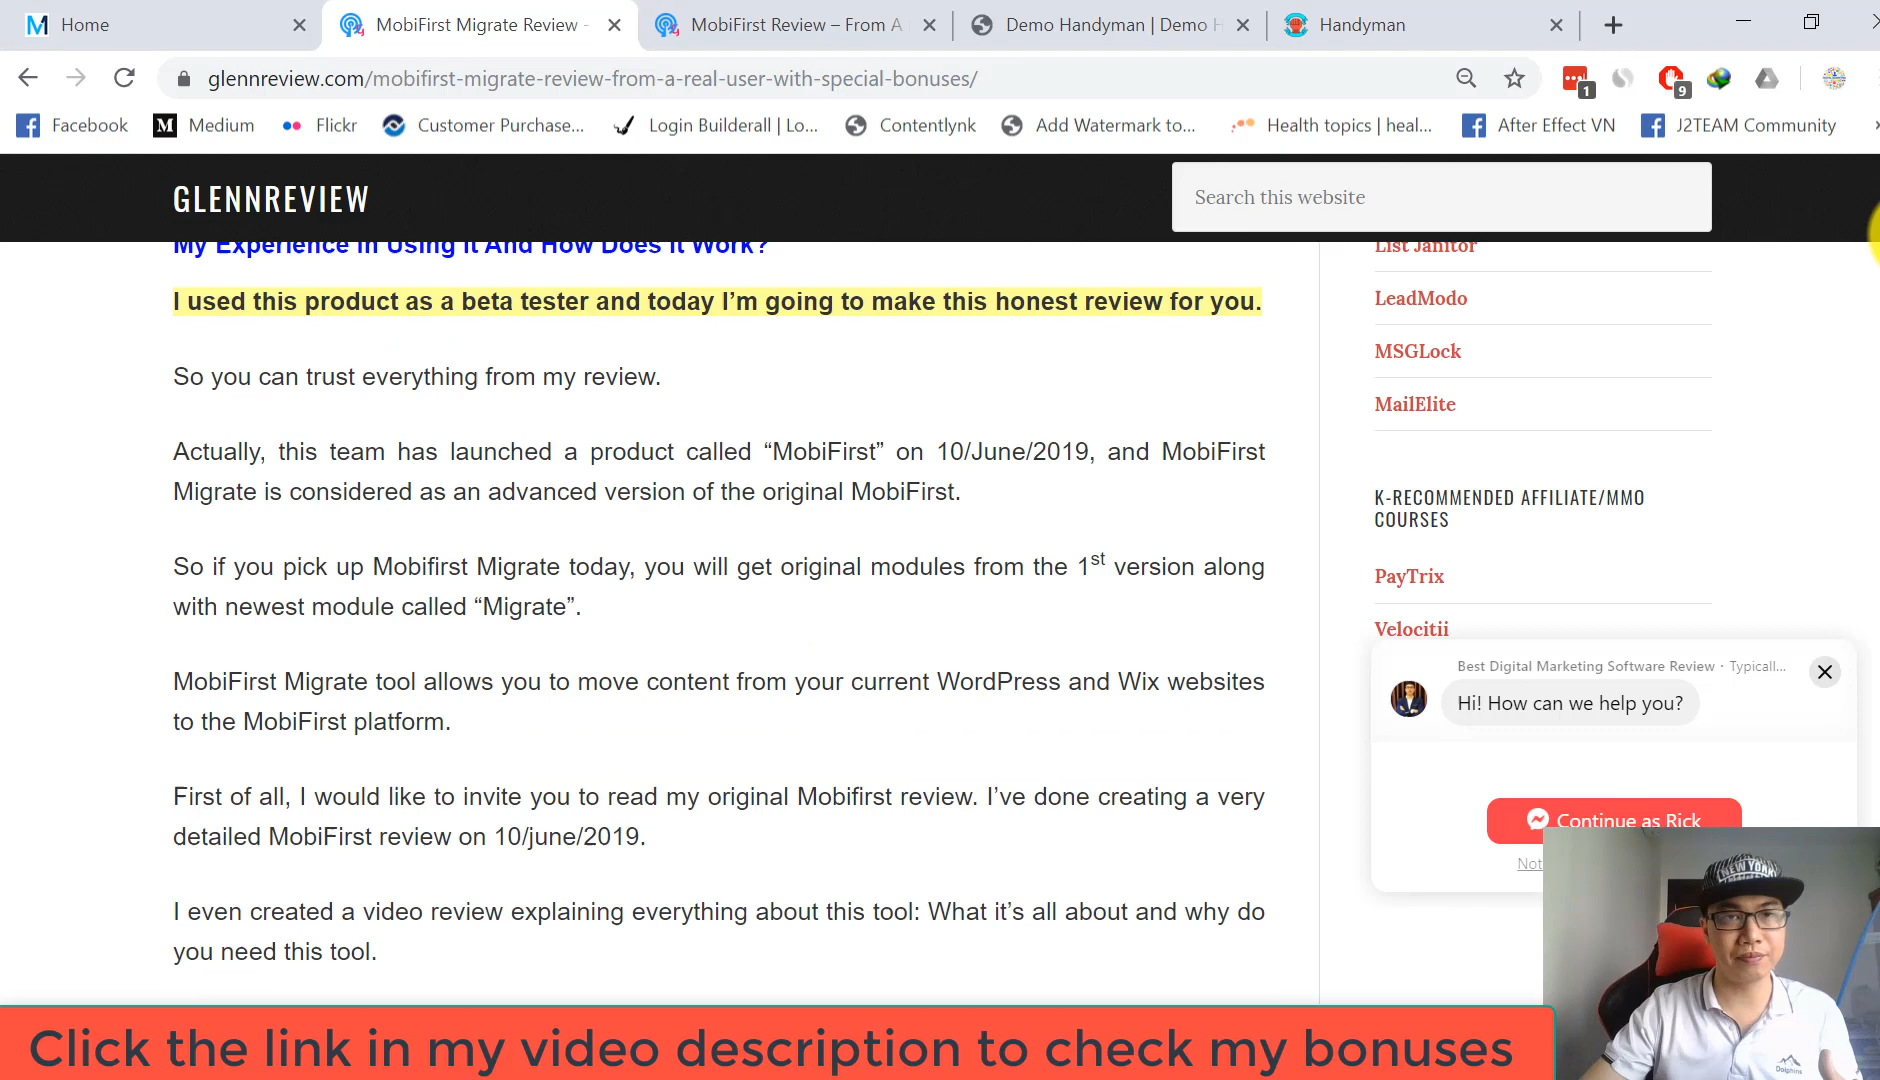 Home
MobiFirst Migrate Review -
MobiFirst Review – From A
Demo Handyman | Demo H
Handyman
glennreview.com/mobifirst-migrate-review-from-a-real-user-with-special-bonuses/
1
9
Facebook
Medium
Flickr
Customer Purchase...
Login Builderall | Lo...
Contentlynk
Add Watermark to...
Health topics | heal...
After Effect VN
J2TEAM Community
GLENNREVIEW
Search this website
My Experience in Using It And How Does It Work?
I used this product as a beta tester and today I’m going to make this honest review for you.
So you can trust everything from my review.
Actually, this team has launched a product called “MobiFirst” on 10/June/2019, and MobiFirst
Migrate is considered as an advanced version of the original MobiFirst.
So if you pick up Mobifirst Migrate today, you will get original modules from the 1st version along
with newest module called “Migrate”.
MobiFirst Migrate tool allows you to move content from your current WordPress and Wix websites
to the MobiFirst platform.
First of all, I would like to invite you to read my original Mobifirst review. I’ve done creating a very
detailed MobiFirst review on 10/june/2019.
I even created a video review explaining everything about this tool: What it’s all about and why do
you need this tool.
List Janitor
LeadModo
MSGLock
MailElite
K-RECOMMENDED AFFILIATE/MMO
COURSES
PayTrix
Velocitii
Best Digital Marketing Software Review · Typicall...
Hi! How can we help you?
Continue as Rick
Not
NEW YORK
Dolphins
Click the link in my video description to check my bonuses